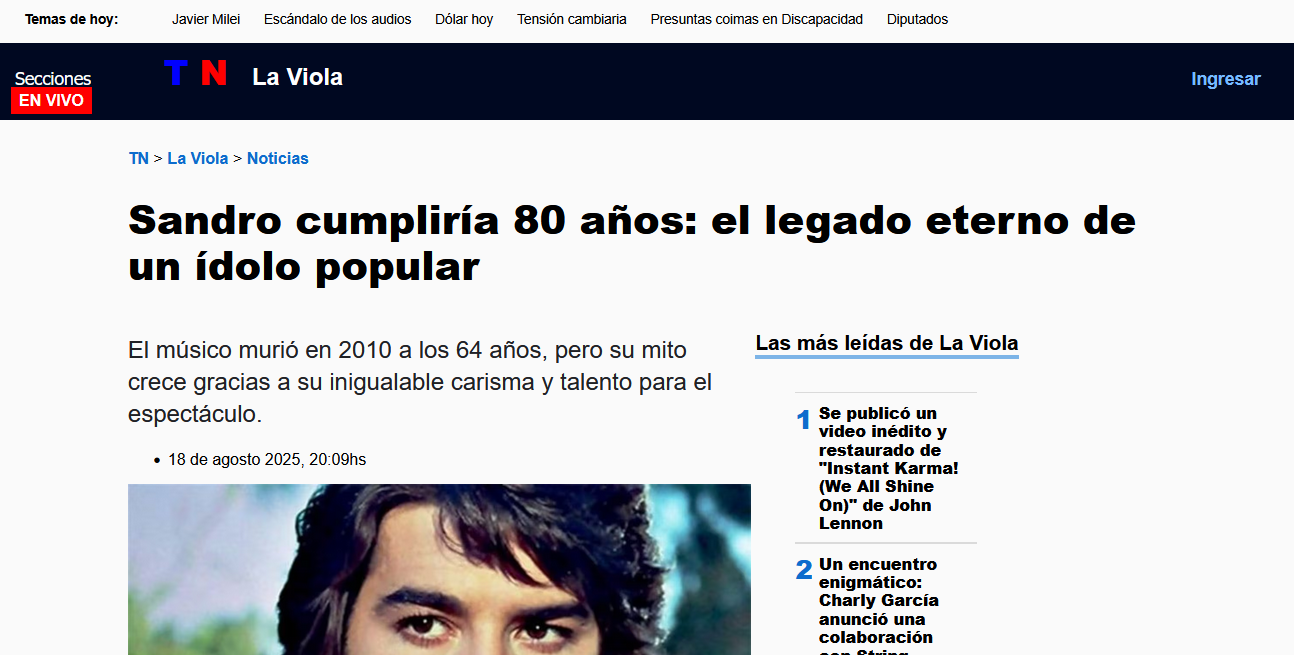 Temas de hoy: Javier Milei Escándalo de los audios Dólar hoy Tensión cambiaria Presuntas coimas en Discapacidad Diputados
Secciones
EN VIVO
TN La Viola
Ingresar
TN > La Viola > Noticias
Sandro cumpliría 80 años: el legado eterno de
un ídolo popular
El músico murió en 2010 a los 64 años, pero su mito
crece gracias a su inigualable carisma y talento para el
espectáculo.
• 18 de agosto 2025, 20:09hs
Las más leídas de La Viola
1 Se publicó un
video inédito y
restaurado de
"Instant Karma!
(We All Shine
On)" de John
Lennon
2 Un encuentro
enigmático:
Charly García
anunció una
colaboración